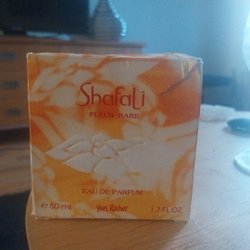 Shafali
FLEUR RARE
EAU DE PARFUM
e 50 ml Yves Rocher 1.7 FL.OZ.